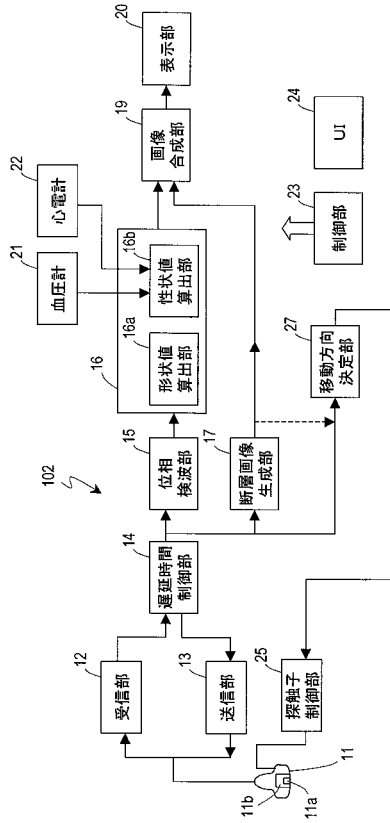 102
12
受信部
13
送信部
14
遅延時間
制御部
15
位相
検波部
16
16a
形状値
算出部
16b
性状値
算出部
17
断層画像
生成部
19
画像
合成部
20
表示部
21
血圧計
22
心電計
23
制御部
24
UI
25
探触子
制御部
27
移動方向
決定部
11
11a
11b